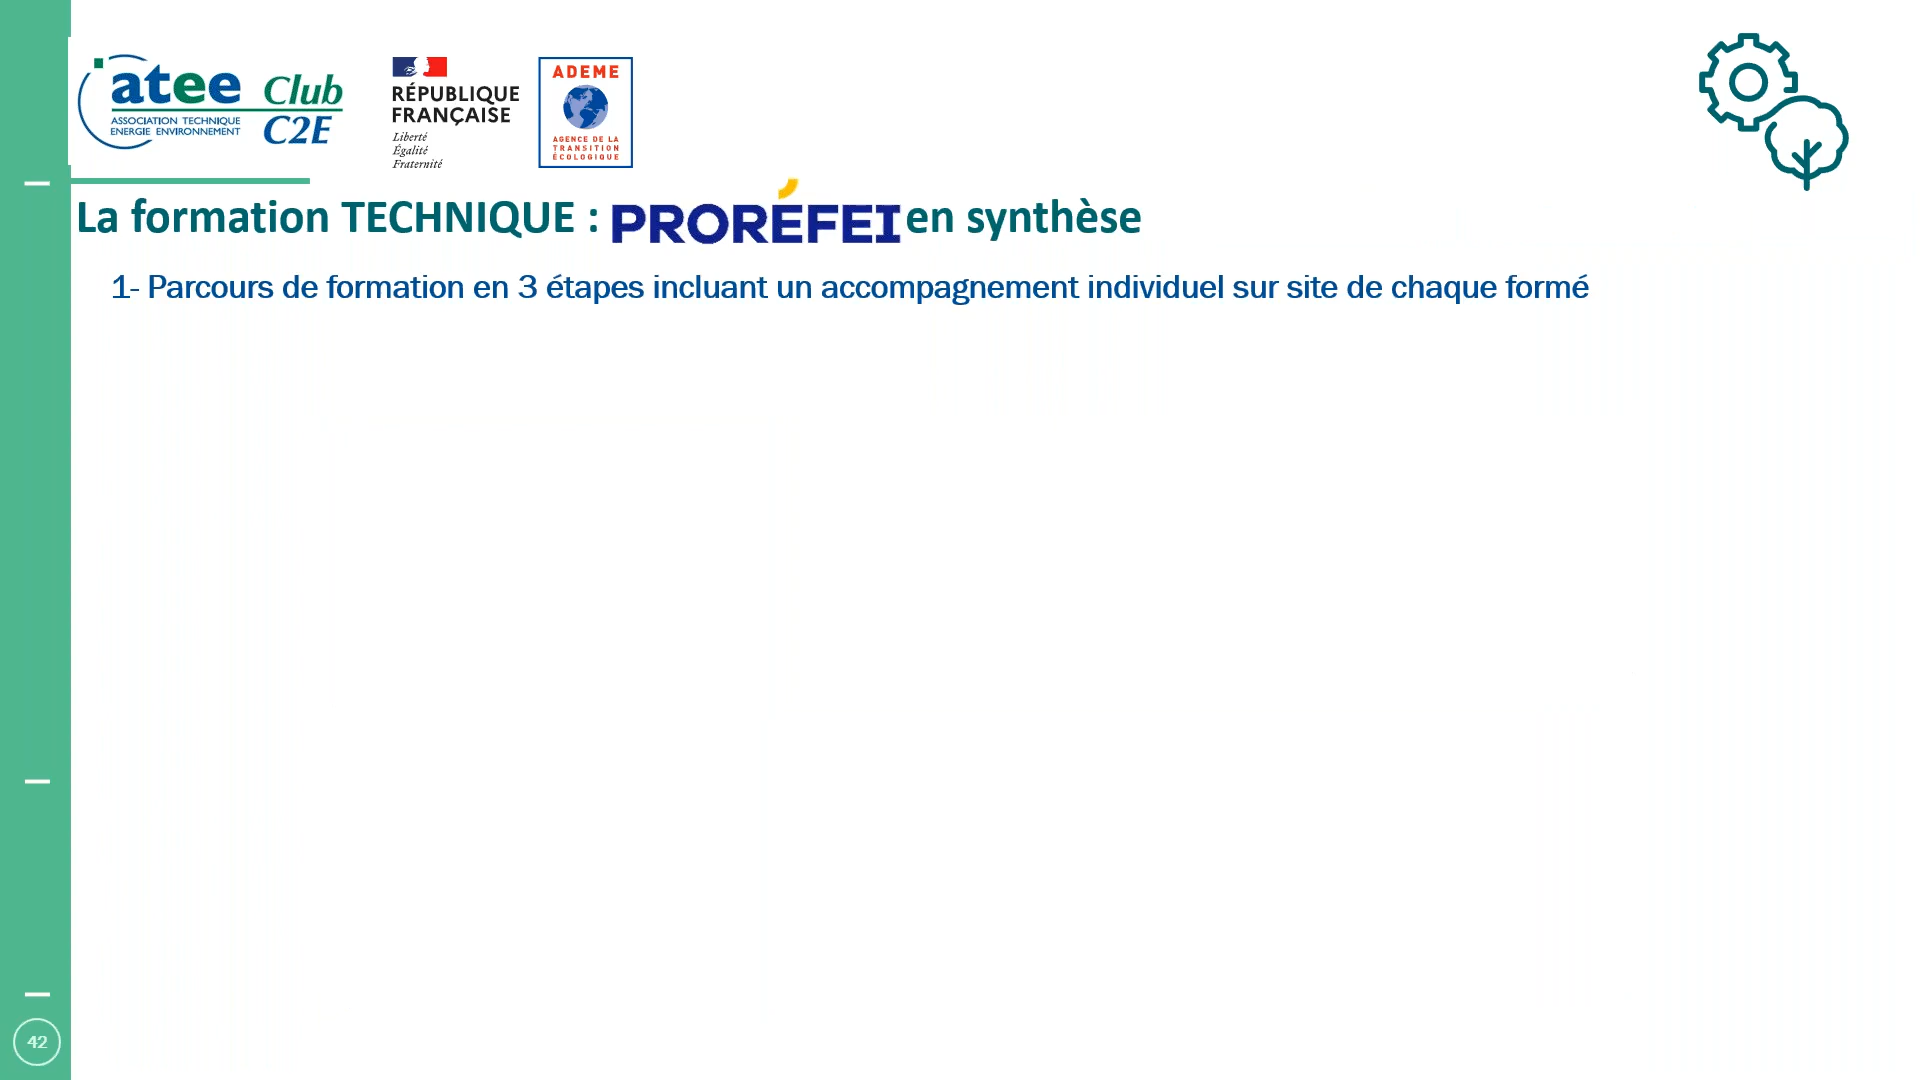 atee Club
ASSOCIATION TECHNIQUE
ENERGIE ENVIRONNEMENT
C2E
RÉPUBLIQUE
FRANÇAISE
Liberté
Égalité
Fraternité
ADEME
AGENCE DE LA
TRANSITION
ÉCOLOGIQUE
La formation TECHNIQUE : PRORÉFEI en synthèse
1- Parcours de formation en 3 étapes incluant un accompagnement individuel sur site de chaque formé
42